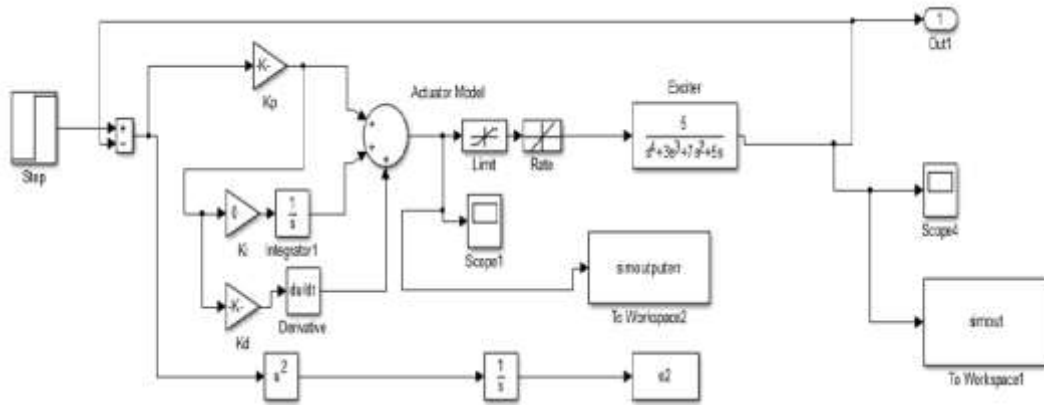 1
Out1
-K-
Kp
Actuator Model
Exciter
+
−
Step
+
+
+
Limit
Rate
5
s⁴+3s³+7s²+5s
0
Ki
1
s
Integrator1
Scope1
Scope4
simoutputerr
To Workspace2
-K-
Kd
du/dt
Derivative
simout
To Workspace1
u²
1
s
e2